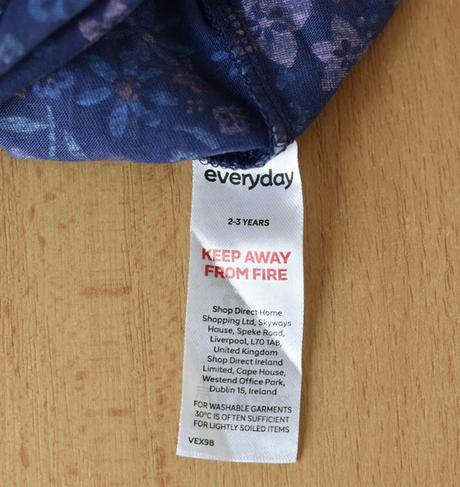 everyday
2-3 YEARS
KEEP AWAY
FROM FIRE
Shop Direct Home
Shopping Ltd, Skyways
House, Speke Road,
Liverpool, L70 1AB,
United Kingdom
Shop Direct Ireland
Limited, Cape House,
Westend Office Park,
Dublin 15, Ireland
FOR WASHABLE GARMENTS
30°C IS OFTEN SUFFICIENT
FOR LIGHTLY SOILED ITEMS
VEX9B